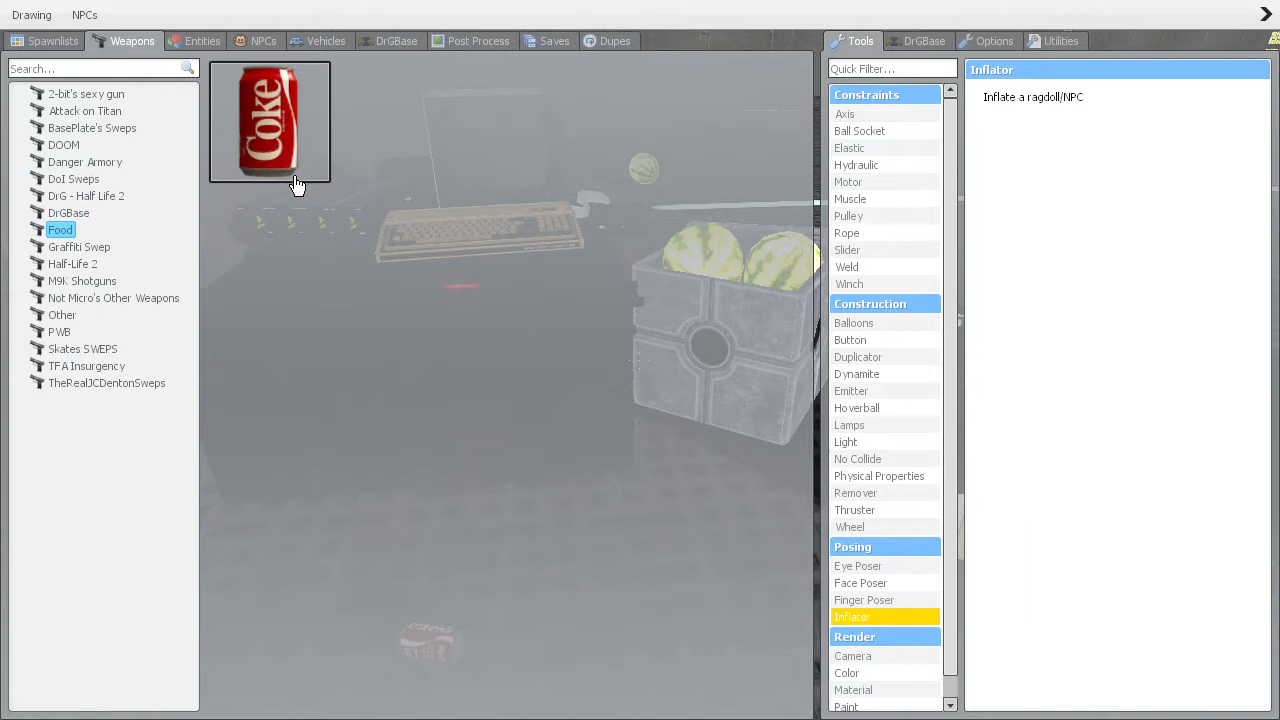 Drawing NPCs
Spawnlists Weapons Entities NPCs Vehicles DrGBase Post Process Saves Dupes
Search...
2-bit's sexy gun
Attack on Titan
BasePlate's Sweps
DOOM
Danger Armory
DoI Sweps
DrG - Half Life 2
DrGBase
Food
Graffiti Swep
Half-Life 2
M9K Shotguns
Not Micro's Other Weapons
Other
PWB
Skates SWEPS
TFA Insurgency
TheRealJCDentonSweps
Coke
Tools DrGBase Options Utilities
Quick Filter...
Constraints
Axis
Ball Socket
Elastic
Hydraulic
Motor
Muscle
Pulley
Rope
Slider
Weld
Winch
Construction
Balloons
Button
Duplicator
Dynamite
Emitter
Hoverball
Lamps
Light
No Collide
Physical Properties
Remover
Thruster
Wheel
Posing
Eye Poser
Face Poser
Finger Poser
Inflator
Render
Camera
Color
Material
Paint
Inflator
Inflate a ragdoll/NPC